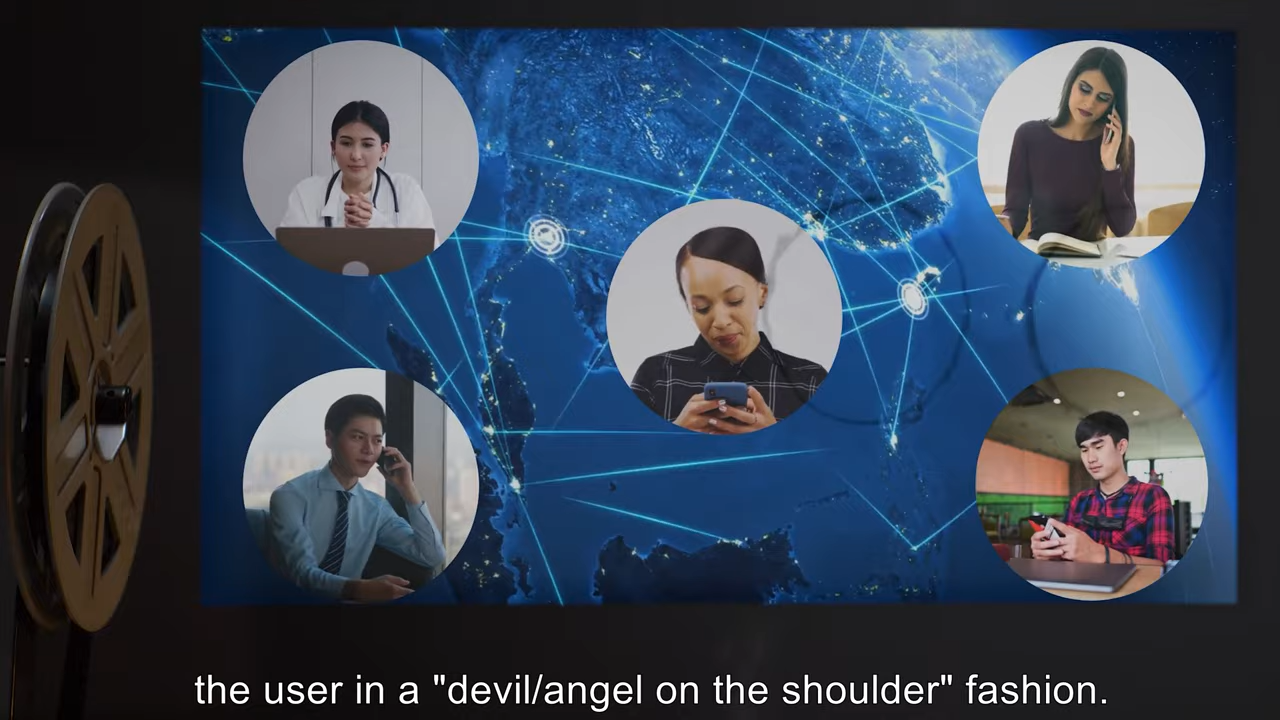 the user in a "devil/angel on the shoulder" fashion.